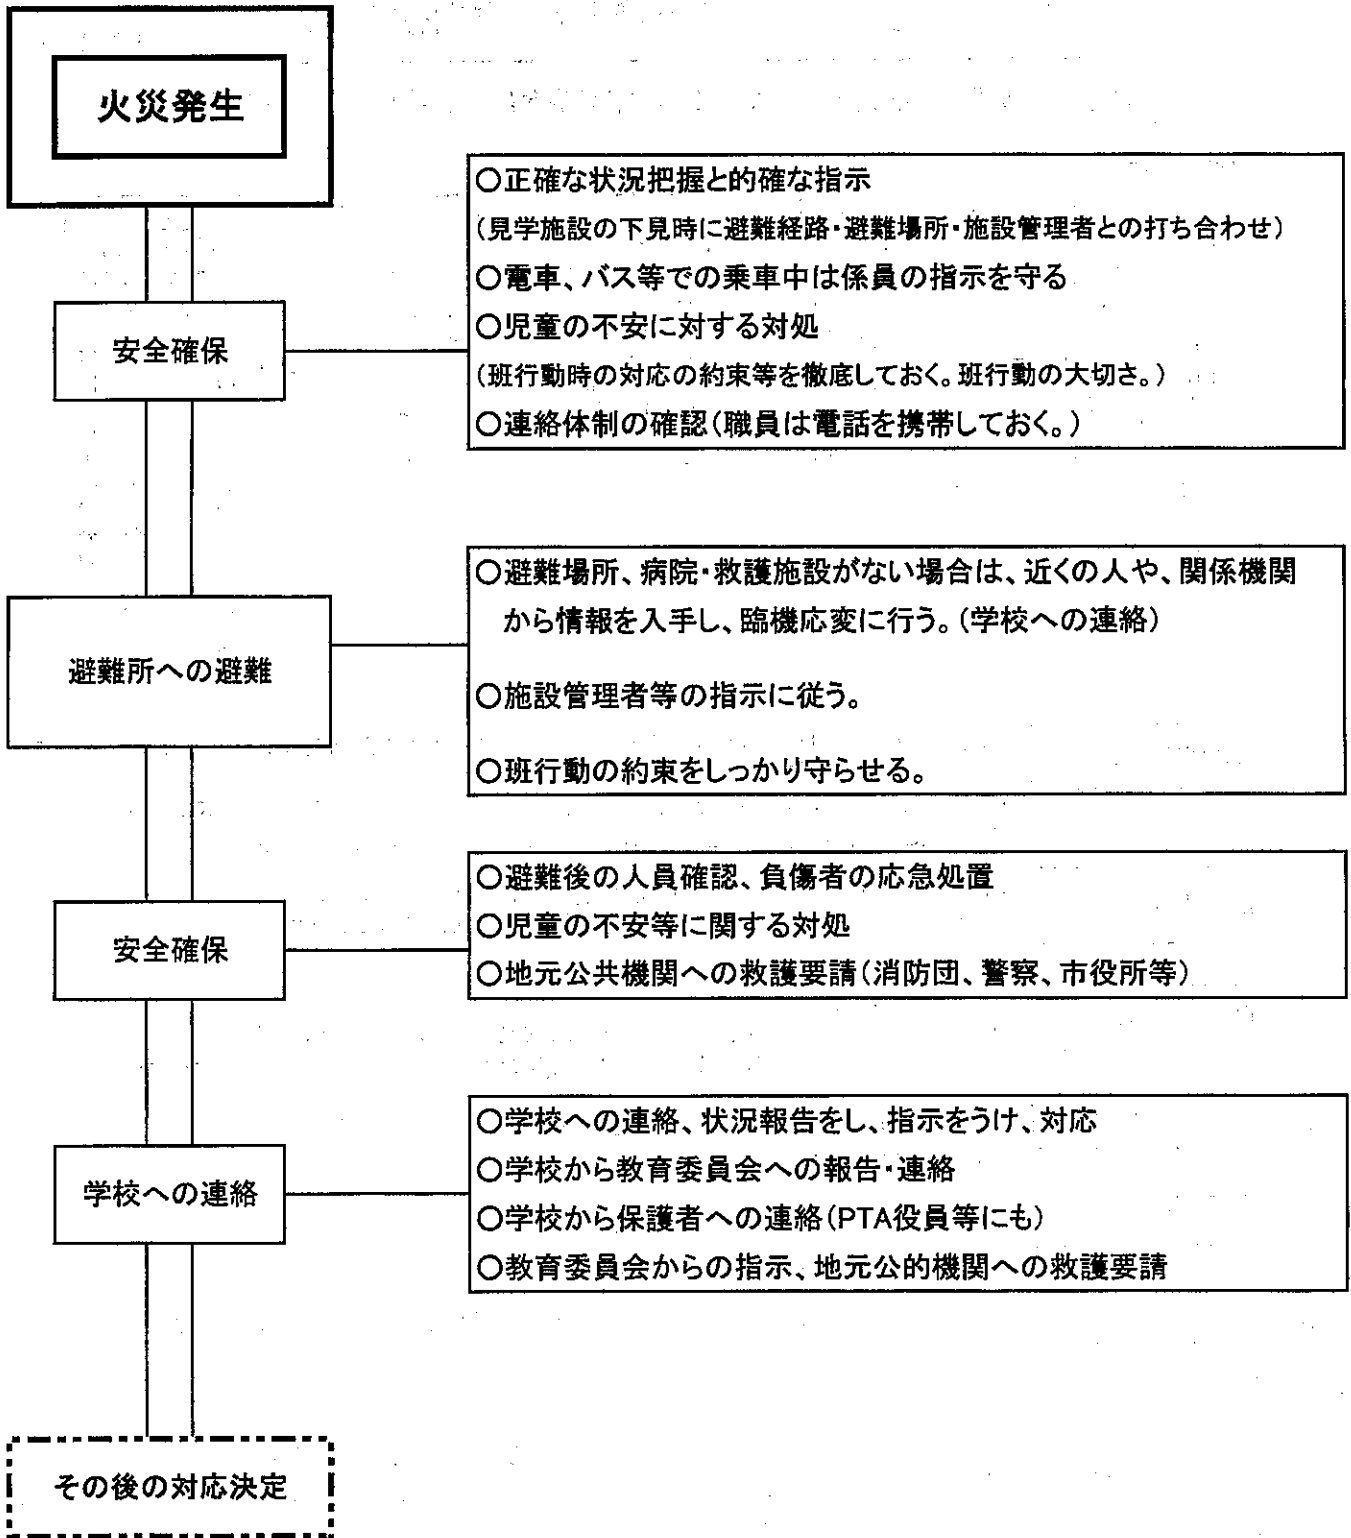 火災発生
○正確な状況把握と的確な指示
(見学施設の下見時に避難経路・避難場所・施設管理者との打ち合わせ)
○電車、バス等での乗車中は係員の指示を守る
○児童の不安に対する対処
(班行動時の対応の約束等を徹底しておく。班行動の大切さ。)
○連絡体制の確認(職員は電話を携帯しておく。)
安全確保
○避難場所、病院・救護施設がない場合は、近くの人や、関係機関
から情報を入手し、臨機応変に行う。(学校への連絡)
○施設管理者等の指示に従う。
○班行動の約束をしっかり守らせる。
避難所への避難
○避難後の人員確認、負傷者の応急処置
○児童の不安等に関する対処
○地元公共機関への救護要請(消防団、警察、市役所等)
安全確保
○学校への連絡、状況報告をし、指示をうけ、対応
○学校から教育委員会への報告・連絡
○学校から保護者への連絡(PTA役員等にも)
○教育委員会からの指示、地元公的機関への救護要請
学校への連絡
その後の対応決定